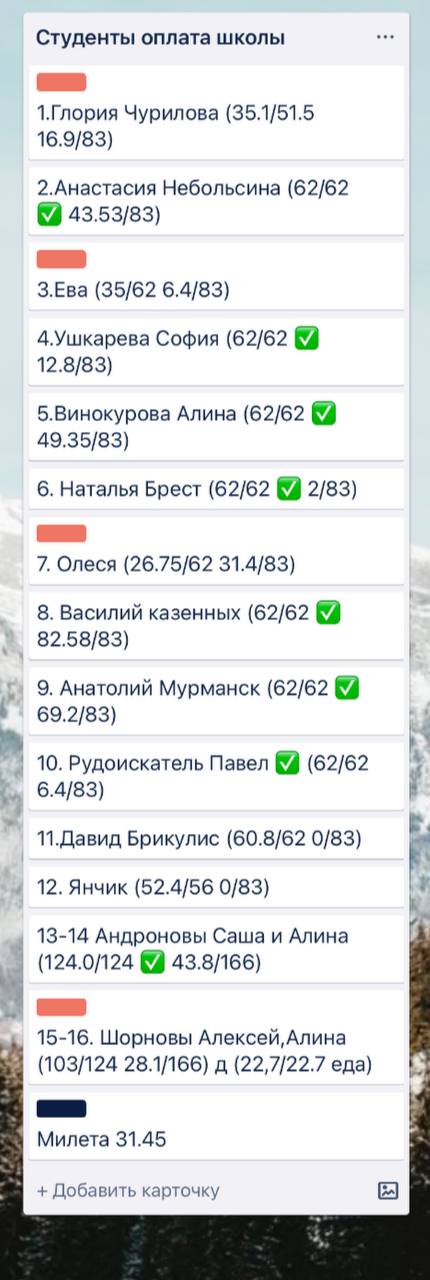 Студенты оплата школы ...
1.Глория Чурилова (35.1/51.5
16.9/83)
2.Анастасия Небольсина (62/62
✅ 43.53/83)
3.Ева (35/62 6.4/83)
4.Ушкарева София (62/62 ✅
12.8/83)
5.Винокурова Алина (62/62 ✅
49.35/83)
6. Наталья Брест (62/62 ✅ 2/83)
7. Олеся (26.75/62 31.4/83)
8. Василий казенных (62/62 ✅
82.58/83)
9. Анатолий Мурманск (62/62 ✅
69.2/83)
10. Рудоискатель Павел ✅ (62/62
6.4/83)
11.Давид Брикулис (60.8/62 0/83)
12. Янчик (52.4/56 0/83)
13-14 Андроновы Саша и Алина
(124.0/124 ✅ 43.8/166)
15-16. Шорновы Алексей,Алина
(103/124 28.1/166) д (22,7/22.7 еда)
Милета 31.45
+ Добавить карточку